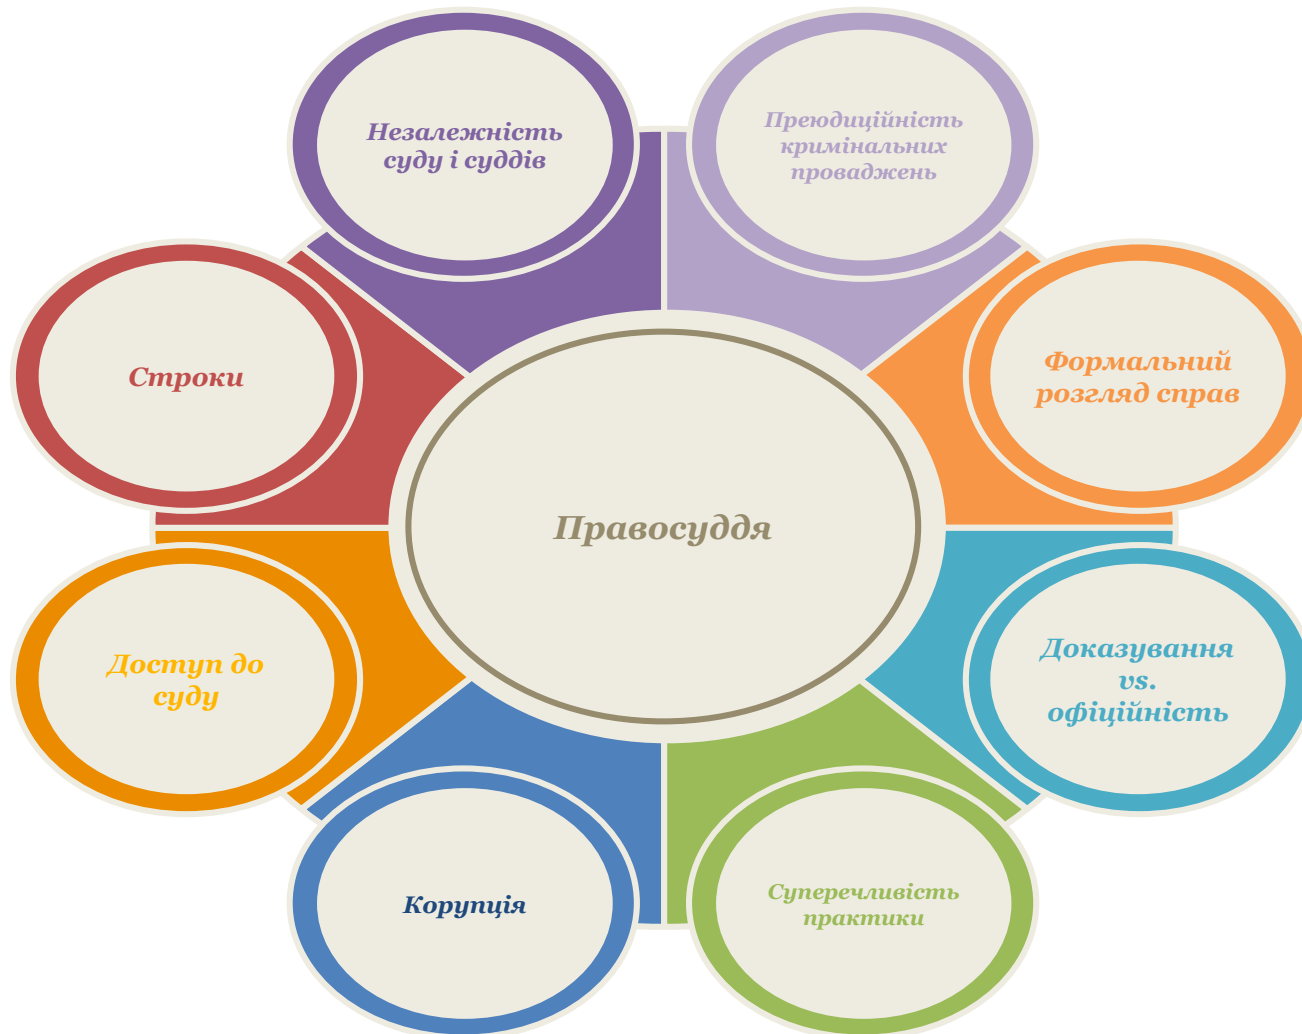 Незалежність
суду і суддів
Преюдиційність
кримінальних
проваджень
Строки
Формальний
розгляд справ
Правосуддя
Доступ до
суду
Доказування
vs.
офіційність
Корупція
Суперечливість
практики